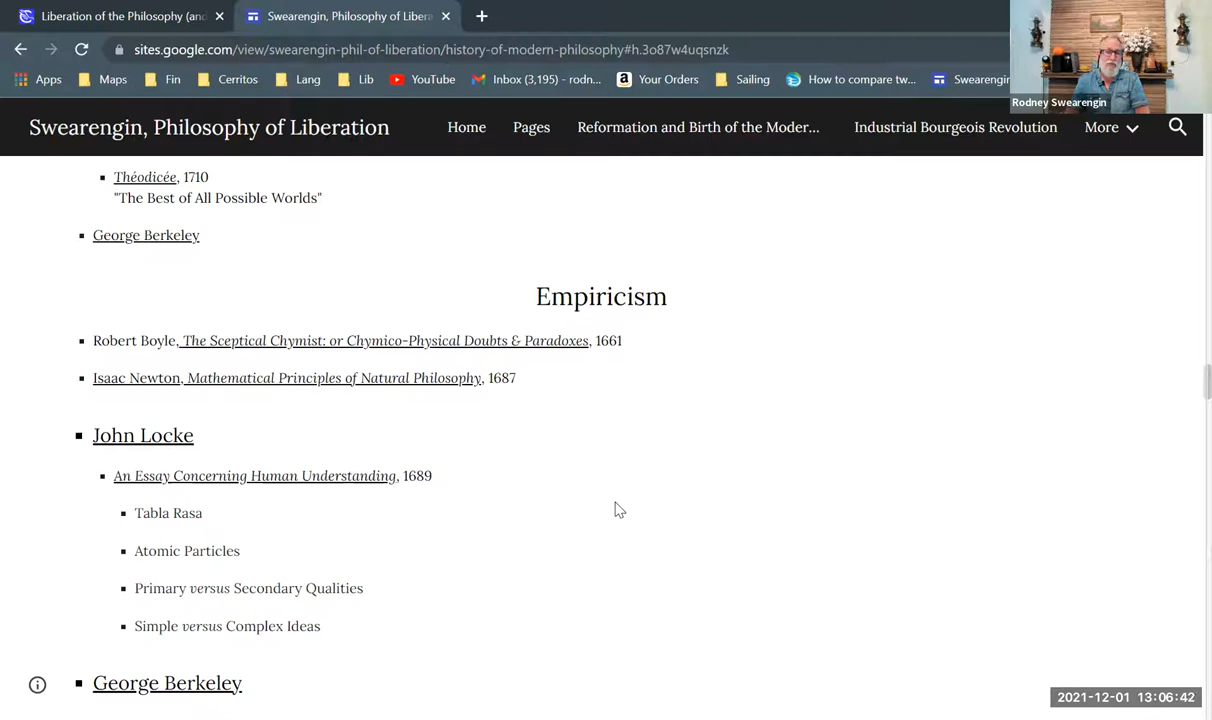 Liberation of the Philosophy (and
Swearengin, Philosophy of Libera
sites.google.com/view/swearengin-phil-of-liberation/history-of-modern-philosophy#h.3o87w4uqsnzk
Apps Maps Fin Cerritos Lang Lib YouTube Inbox (3,195) - rodn... Your Orders Sailing How to compare tw... Swearengin
Rodney Swearengin
Swearengin, Philosophy of Liberation Home Pages Reformation and Birth of the Moder... Industrial Bourgeois Revolution More
Théodicée, 1710
"The Best of All Possible Worlds"
George Berkeley
Empiricism
Robert Boyle, The Sceptical Chymist: or Chymico-Physical Doubts & Paradoxes, 1661
Isaac Newton, Mathematical Principles of Natural Philosophy, 1687
John Locke
An Essay Concerning Human Understanding, 1689
Tabla Rasa
Atomic Particles
Primary versus Secondary Qualities
Simple versus Complex Ideas
George Berkeley
2021-12-01 13:06:42